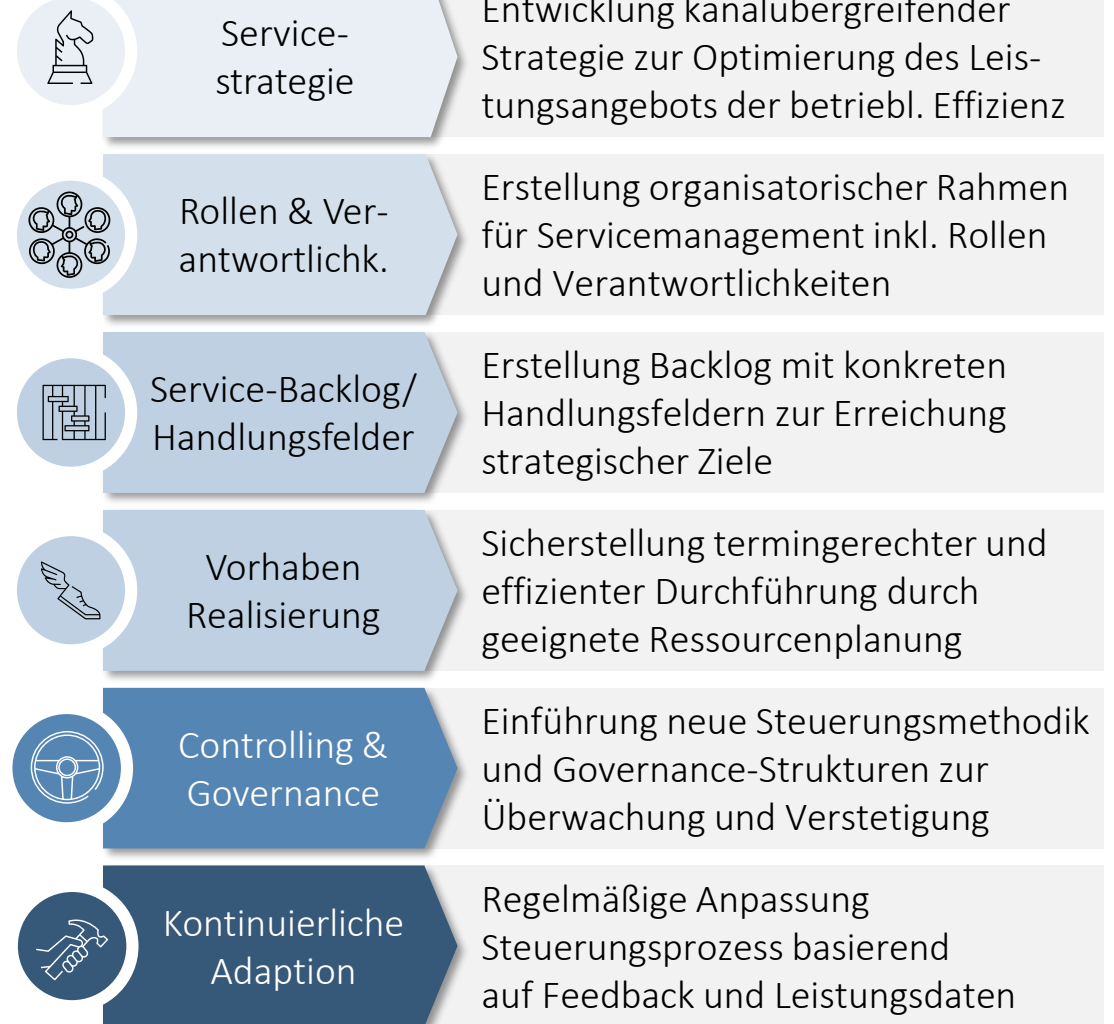 Service-
strategie
Entwicklung kanalübergreifender
Strategie zur Optimierung des Leis-
tungsangebots der betriebl. Effizienz
Rollen & Ver-
antwortlichk.
Erstellung organisatorischer Rahmen
für Servicemanagement inkl. Rollen
und Verantwortlichkeiten
Service-Backlog/
Handlungsfelder
Erstellung Backlog mit konkreten
Handlungsfeldern zur Erreichung
strategischer Ziele
Vorhaben
Realisierung
Sicherstellung termingerechter und
effizienter Durchführung durch
geeignete Ressourcenplanung
Controlling &
Governance
Einführung neue Steuerungsmethodik
und Governance-Strukturen zur
Überwachung und Verstetigung
Kontinuierliche
Adaption
Regelmäßige Anpassung
Steuerungsprozess basierend
auf Feedback und Leistungsdaten